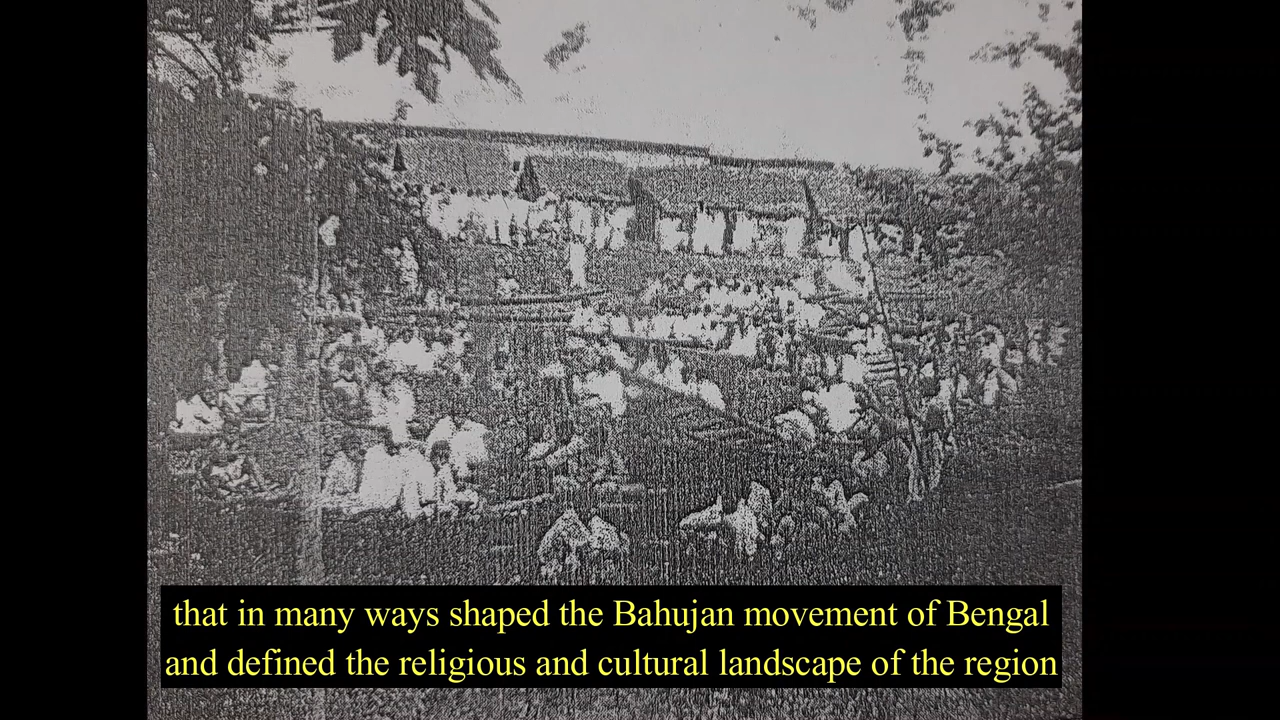 that in many ways shaped the Bahujan movement of Bengal
and defined the religious and cultural landscape of the region